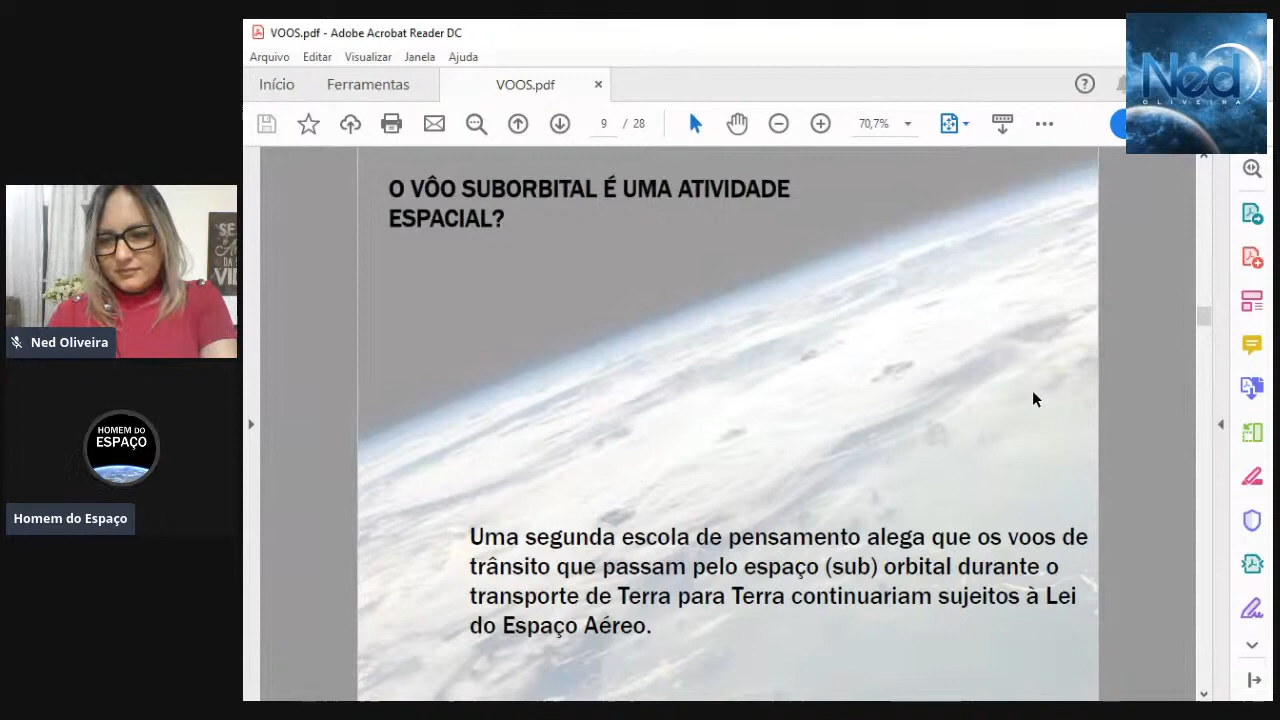 VOOS.pdf - Adobe Acrobat Reader DC
Arquivo Editar Visualizar Janela Ajuda
Início Ferramentas VOOS.pdf
9 / 28 70,7%
Ned
OLIVEIRA
O VÔO SUBORBITAL É UMA ATIVIDADE
ESPACIAL?
Uma segunda escola de pensamento alega que os voos de
trânsito que passam pelo espaço (sub) orbital durante o
transporte de Terra para Terra continuariam sujeitos à Lei
do Espaço Aéreo.
Ned Oliveira
HOMEM DO
ESPAÇO
Homem do Espaço